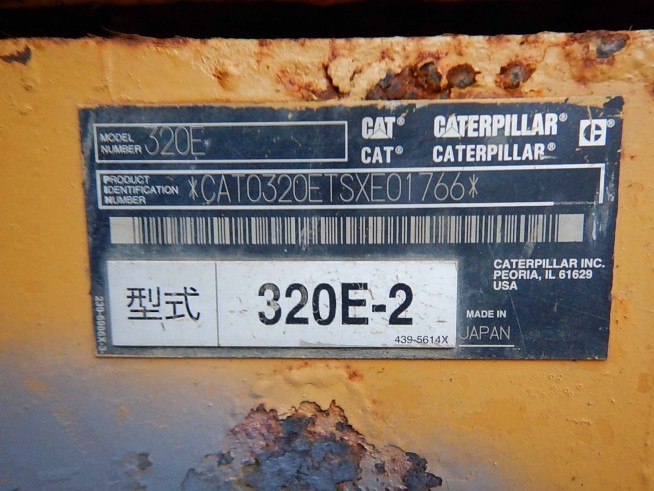 MODEL NUMBER 320E
CAT® CATERPILLAR® C®
CAT® CATERPILLAR®
PRODUCT IDENTIFICATION NUMBER *CAT0320ETSXE01766*
CATERPILLAR INC.
PEORIA, IL 61629
USA
型式 320E-2
439-5614X
MADE IN
JAPAN